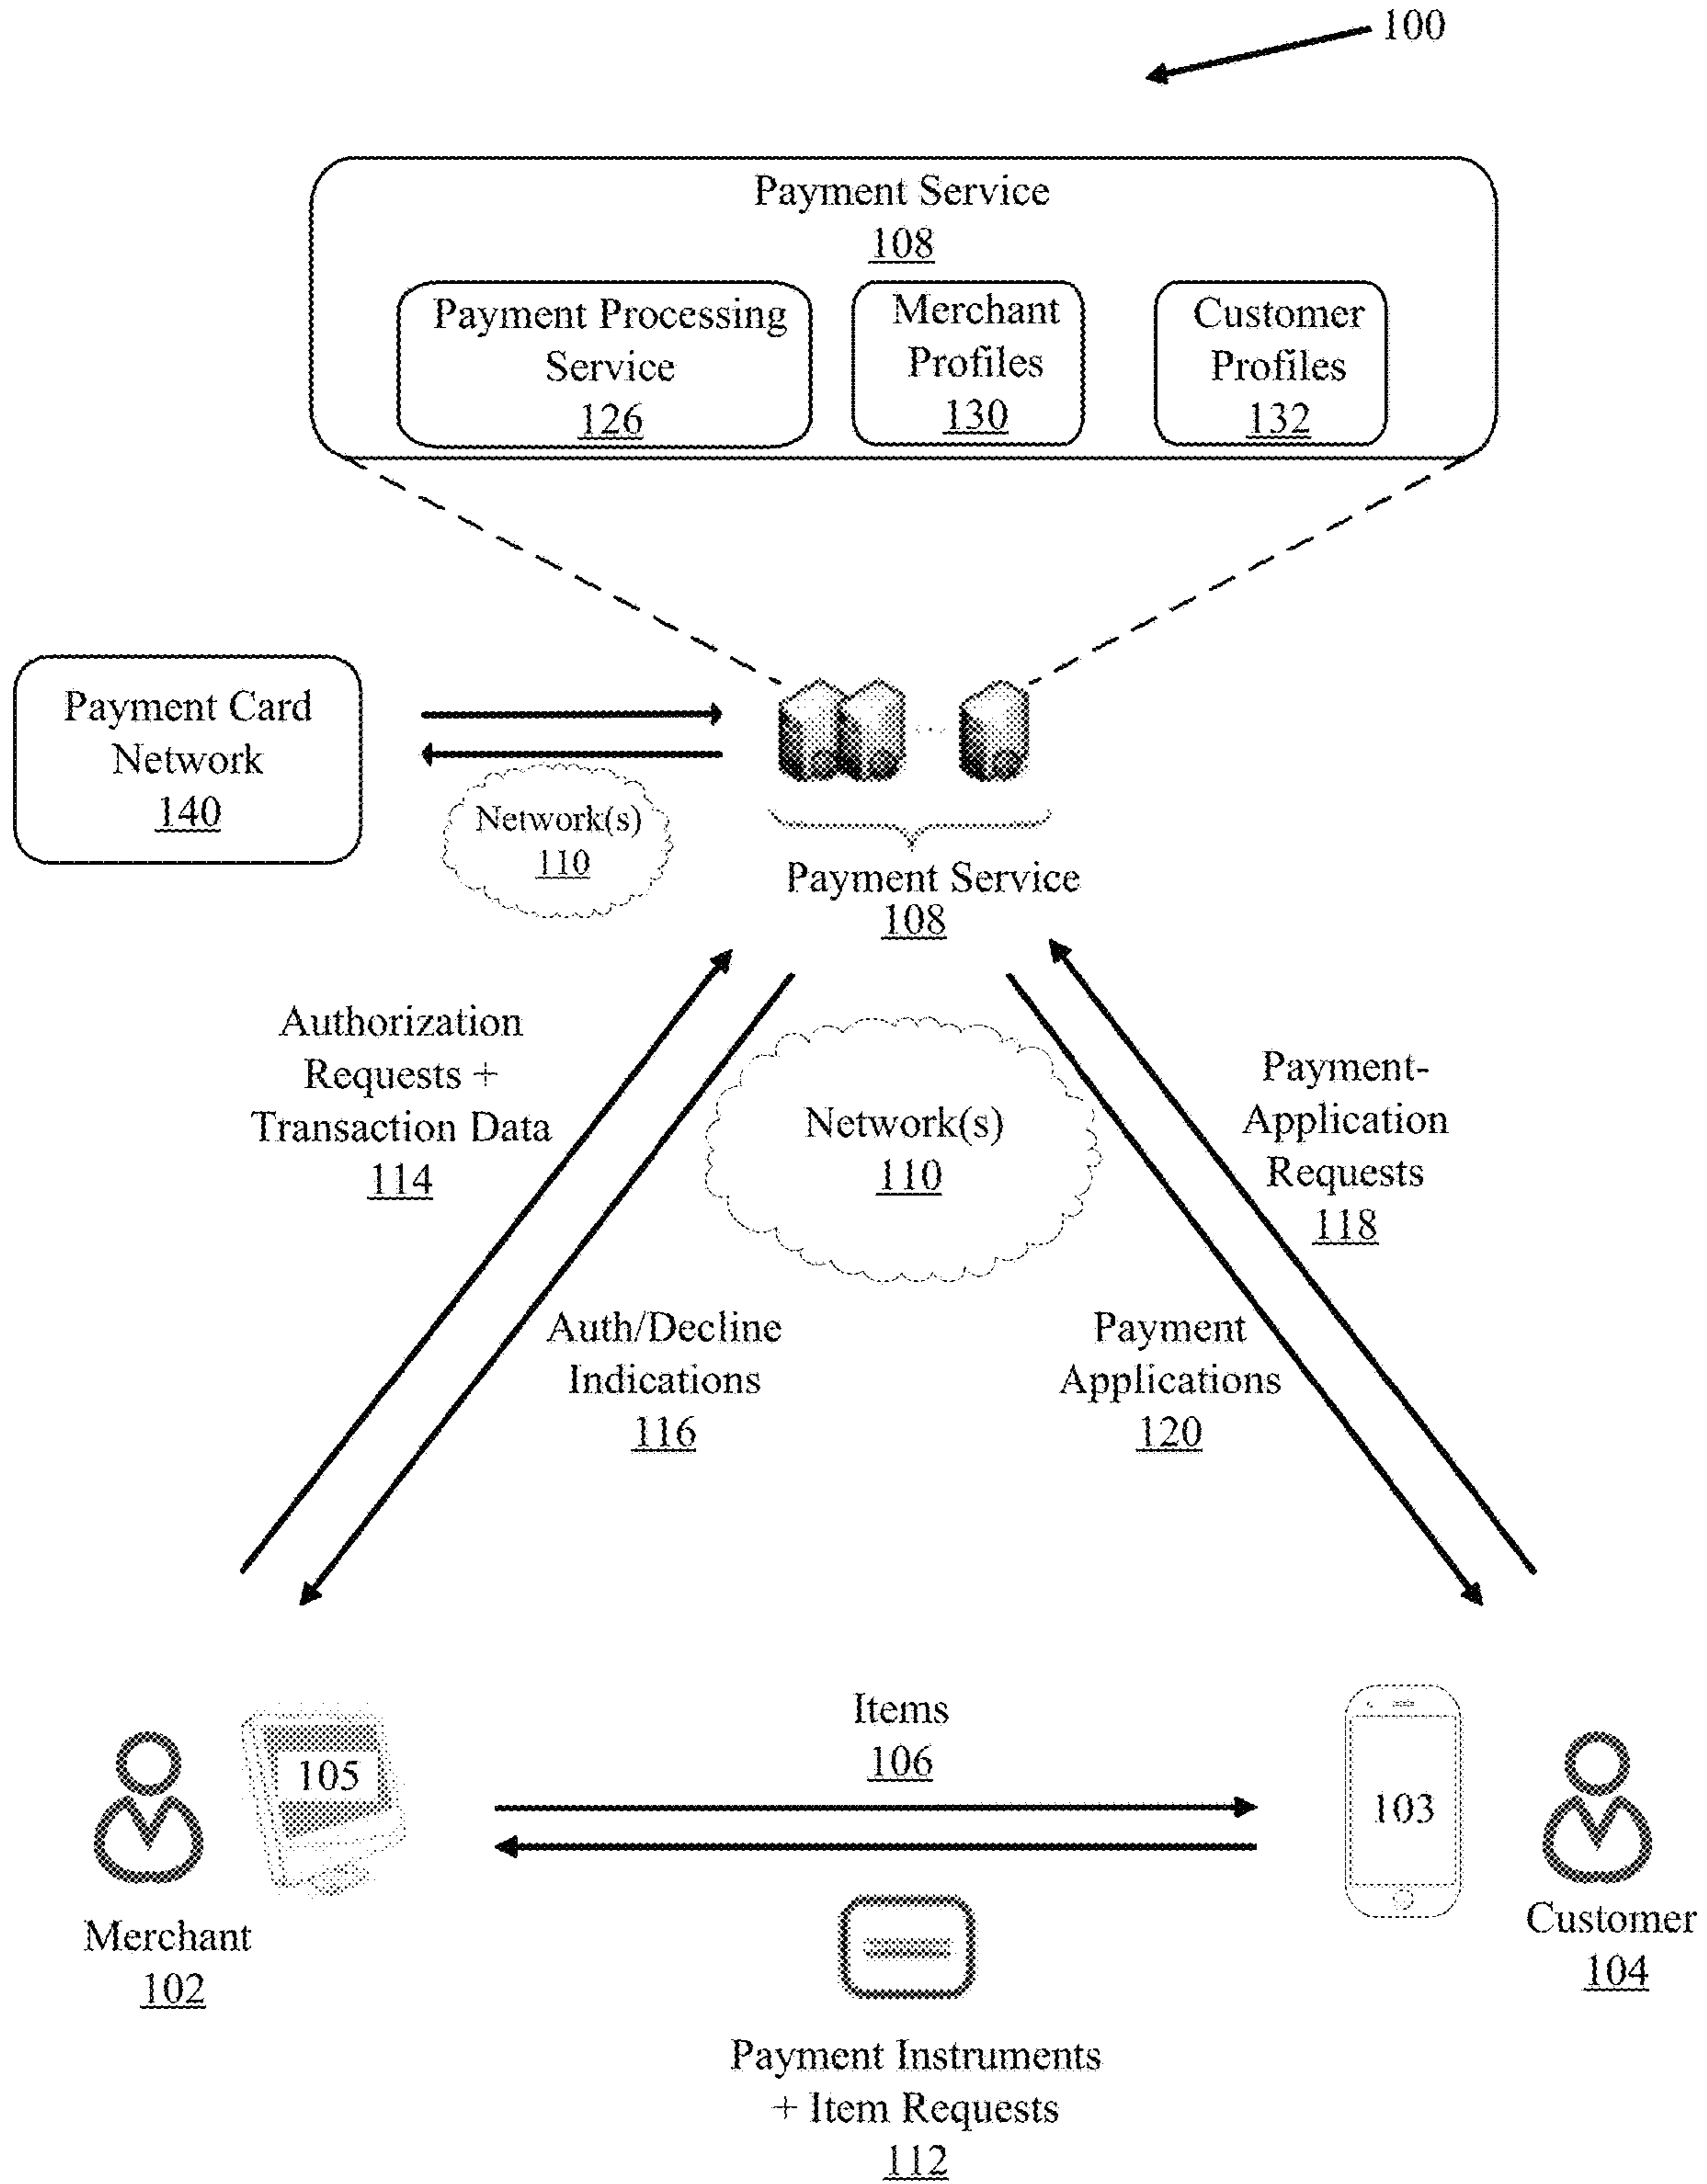 100
Payment Service
108
Payment Processing
Service
126
Merchant
Profiles
130
Customer
Profiles
132
Payment Card
Network
140
Network(s)
110
Payment Service
108
Authorization
Requests +
Transaction Data
114
Network(s)
110
Payment-
Application
Requests
118
Auth/Decline
Indications
116
Payment
Applications
120
Items
106
105
103
Merchant
102
Customer
104
Payment Instruments
+ Item Requests
112